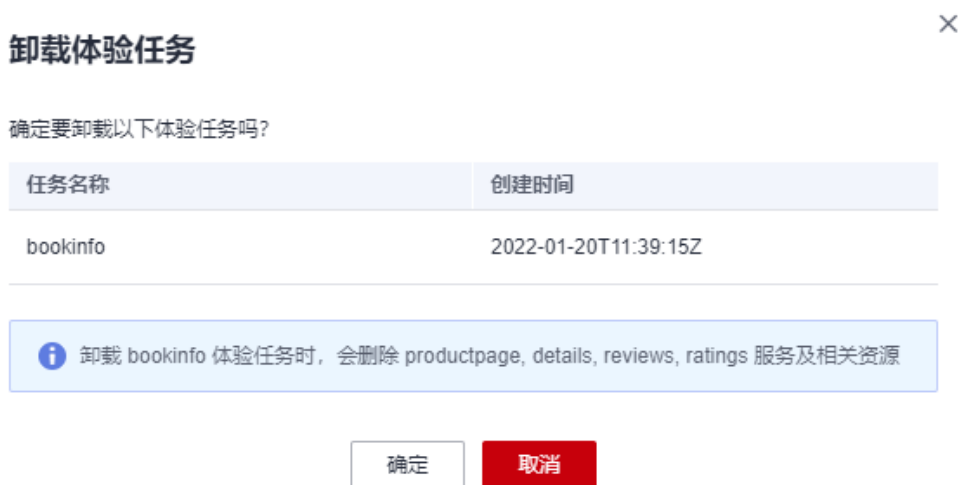 卸载体验任务
确定要卸载以下体验任务吗?
任务名称 创建时间
bookinfo 2022-01-20T11:39:15Z
卸载 bookinfo 体验任务时，会删除 productpage, details, reviews, ratings 服务及相关资源
确定 取消